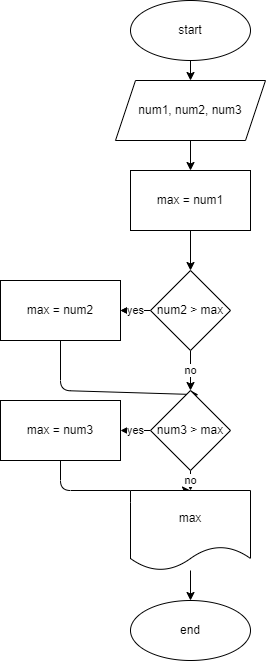 start
num1, num2, num3
max = num1
num2 > max
yes
max = num2
no
num3 > max
yes
max = num3
no
max
end